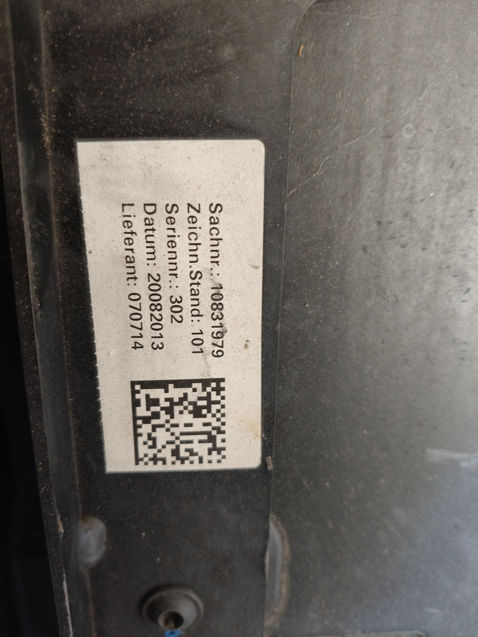 Sachnr.: 10831979
Zeichn.Stand: 101
Seriennr.: 302
Datum: 20082013
Lieferant: 070714